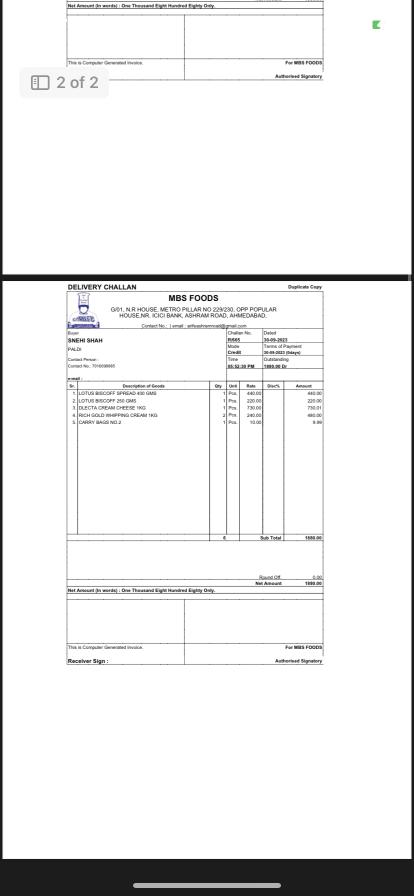 Net Amount (In words) : One Thousand Eight Hundred Eighty Only.
This is Computer Generated Invoice.
For MBS FOODS
Authorised Signatory
2 of 2
DELIVERY CHALLAN
Duplicate Copy
MBS FOODS
G/01, N.R HOUSE, METRO PILLAR NO 229/230, OPP POPULAR
HOUSE,NR, ICICI BANK, ASHRAM ROAD, AHMEDABAD.
Contact No.: | email :
Buyer
SNEHI SHAH
PALDI
Contact Person :
Contact No.: 7016699885
email :
Challan No. Dated
30-09-2023
Mode Terms of Payment
Credit 30-09-2023 (0days)
Time Outstanding
05:52:30 PM 1880.00 Dr
Sr. Description of Goods Qty Unit Rate Disc% Amount
1. LOTUS BISCOFF SPREAD 400 GMS 1 Pcs. 440.00 440.00
2. LOTUS BISCOFF 250 GMS 1 Pcs. 220.00 220.00
3. DLECTA CREAM CHEESE 1KG 1 Pcs. 730.00 730.01
4. RICH GOLD WHIPPING CREAM 1KG 2 Pcs. 240.00 480.00
5. CARRY BAGS NO.2 1 Pcs. 10.00 9.99
6 Sub Total 1880.00
Round Off. 0.00
Net Amount 1880.00
Net Amount (In words) : One Thousand Eight Hundred Eighty Only.
This is Computer Generated Invoice.
For MBS FOODS
Receiver Sign :
Authorised Signatory